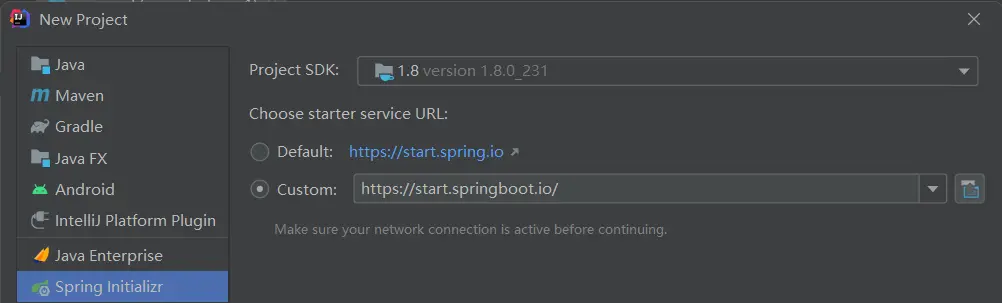 New Project
Java
Maven
Gradle
Java FX
Android
IntelliJ Platform Plugin
Java Enterprise
Spring Initializr
Project SDK: 1.8 version 1.8.0_231
Choose starter service URL:
Default: https://start.spring.io
Custom: https://start.springboot.io/
Make sure your network connection is active before continuing.